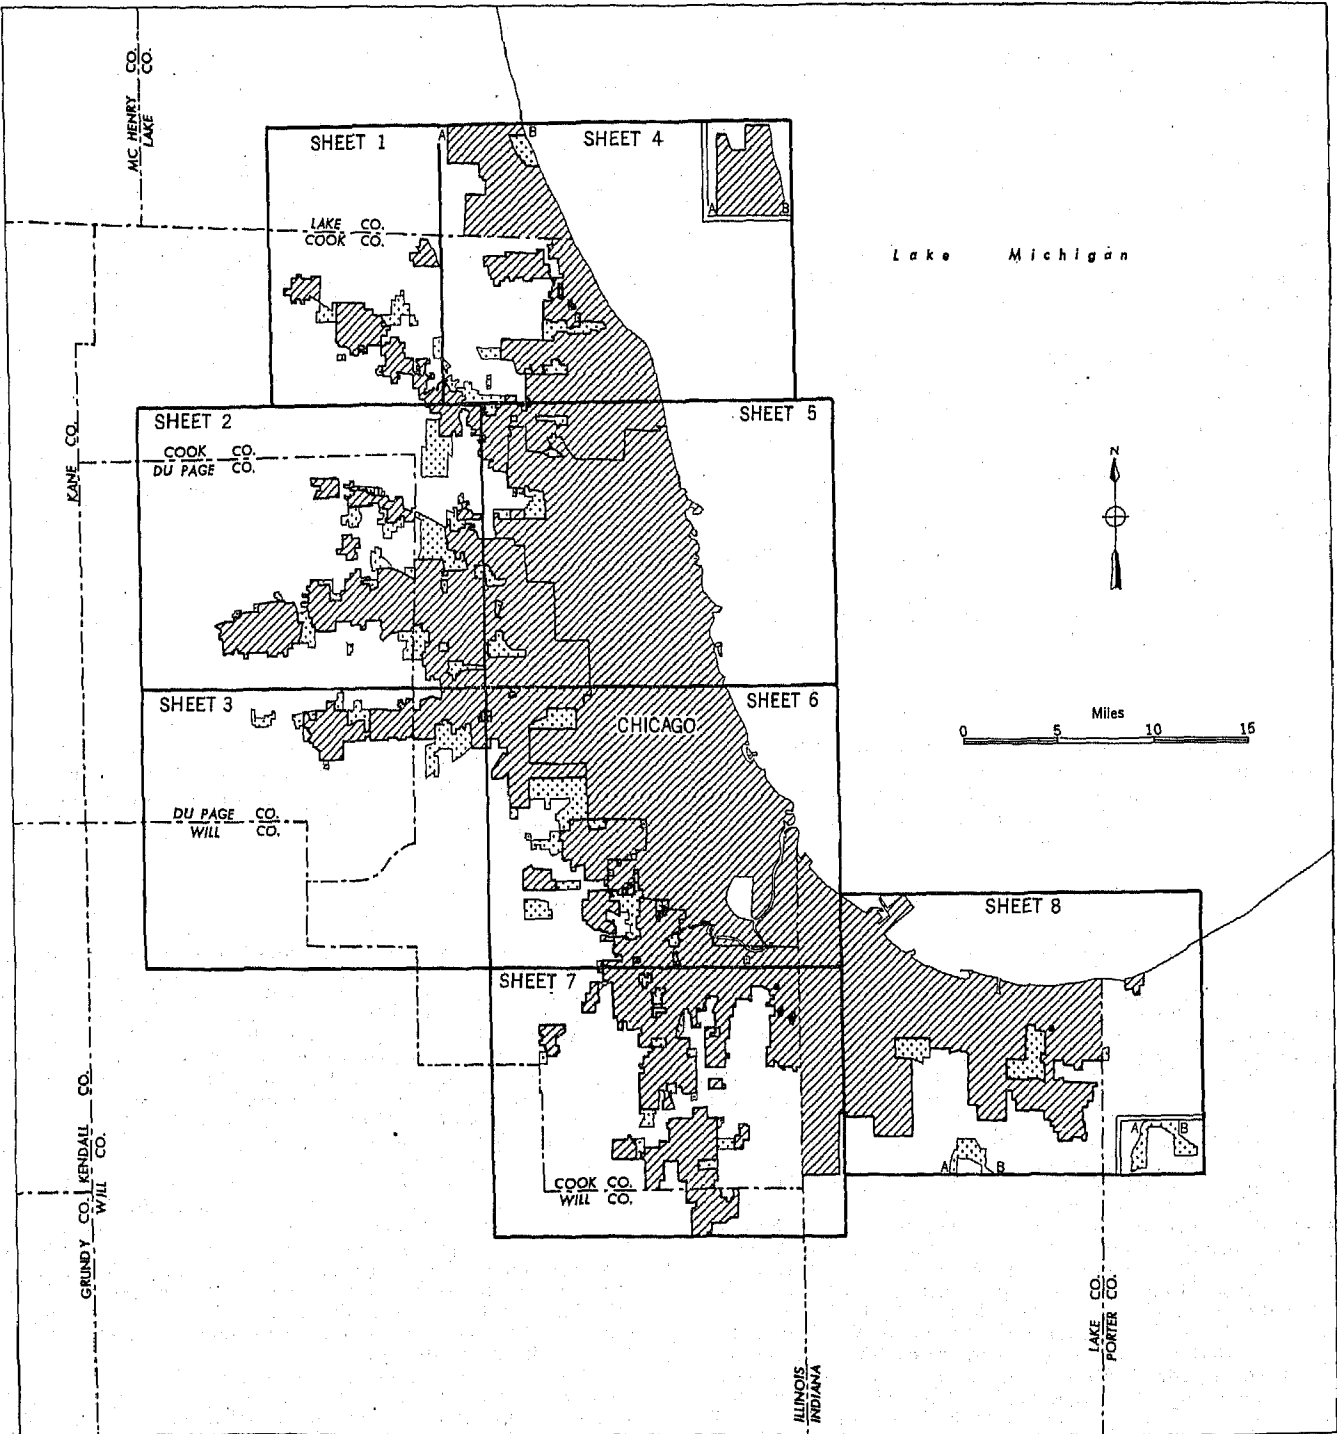 MC HENRY CO.
LAKE CO.
SHEET 1
A
B
SHEET 4
A
B
LAKE CO.
COOK CO.
Lake Michigan
SHEET 2
SHEET 5
COOK CO.
DU PAGE CO.
KANE CO.
N
SHEET 3
SHEET 6
CHICAGO
Miles
0 5 10 15
DU PAGE CO.
WILL CO.
SHEET 8
SHEET 7
GRUNDY CO. KENDALL CO.
WILL CO.
A
B
A
B
COOK CO.
WILL CO.
LAKE CO.
PORTER CO.
ILLINOIS
INDIANA